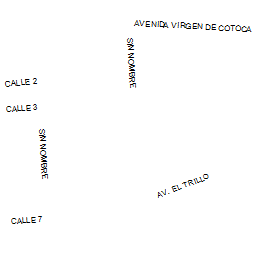 AVENIDA VIRGEN DE COTOCA
SIN NOMBRE
CALLE 2
CALLE 3
SIN NOMBRE
AV. EL TRILLO
CALLE 7